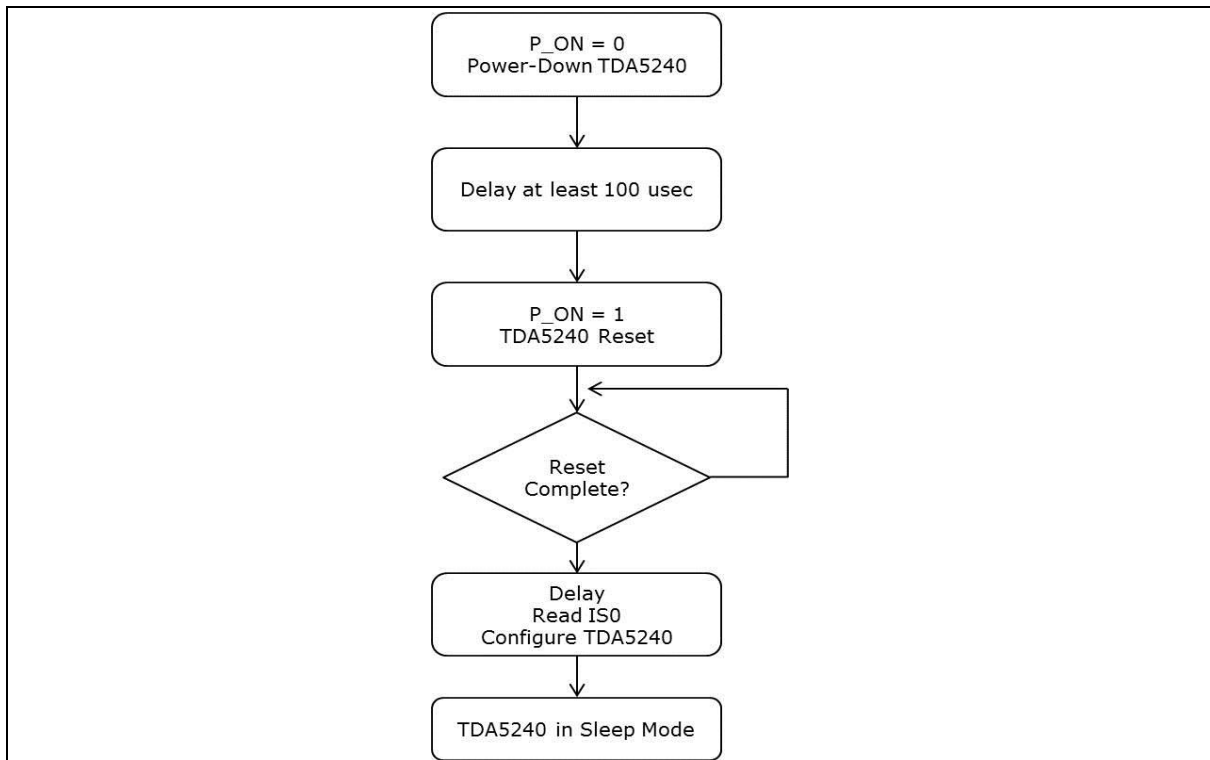 P_ON = 0
Power-Down TDA5240
Delay at least 100 usec
P_ON = 1
TDA5240 Reset
Reset
Complete?
Delay
Read IS0
Configure TDA5240
TDA5240 in Sleep Mode